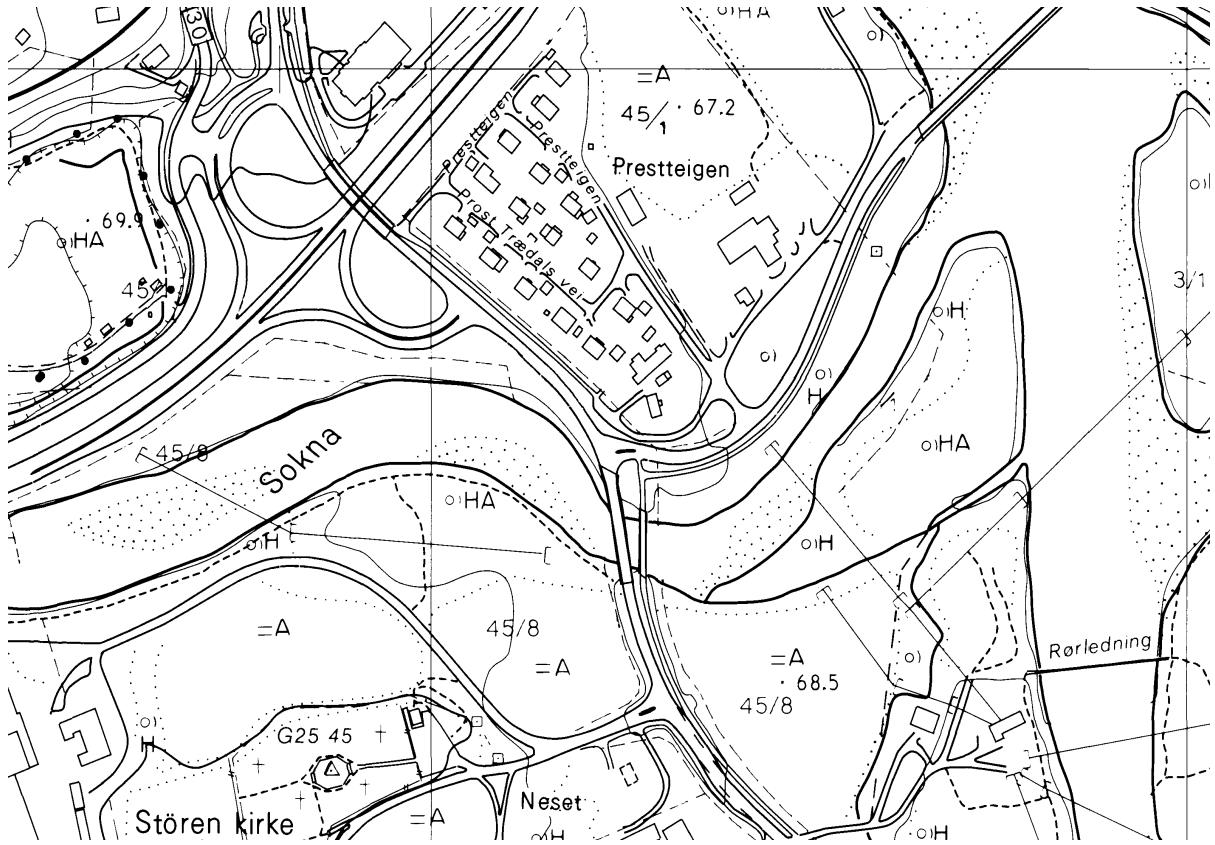 30
HA
=A
45/1 · 67.2
Prestteigen
Prestteigen
Prestteigen
Prost Trædals vei
· 69.9
HA
45/
3/1
H
H
45/8
Sokna
HA
HA
H
H
=A
45/8
=A
=A
· 68.5
45/8
Rørledning
H
G25 45
Neset
Stören kirke
=A
H
H